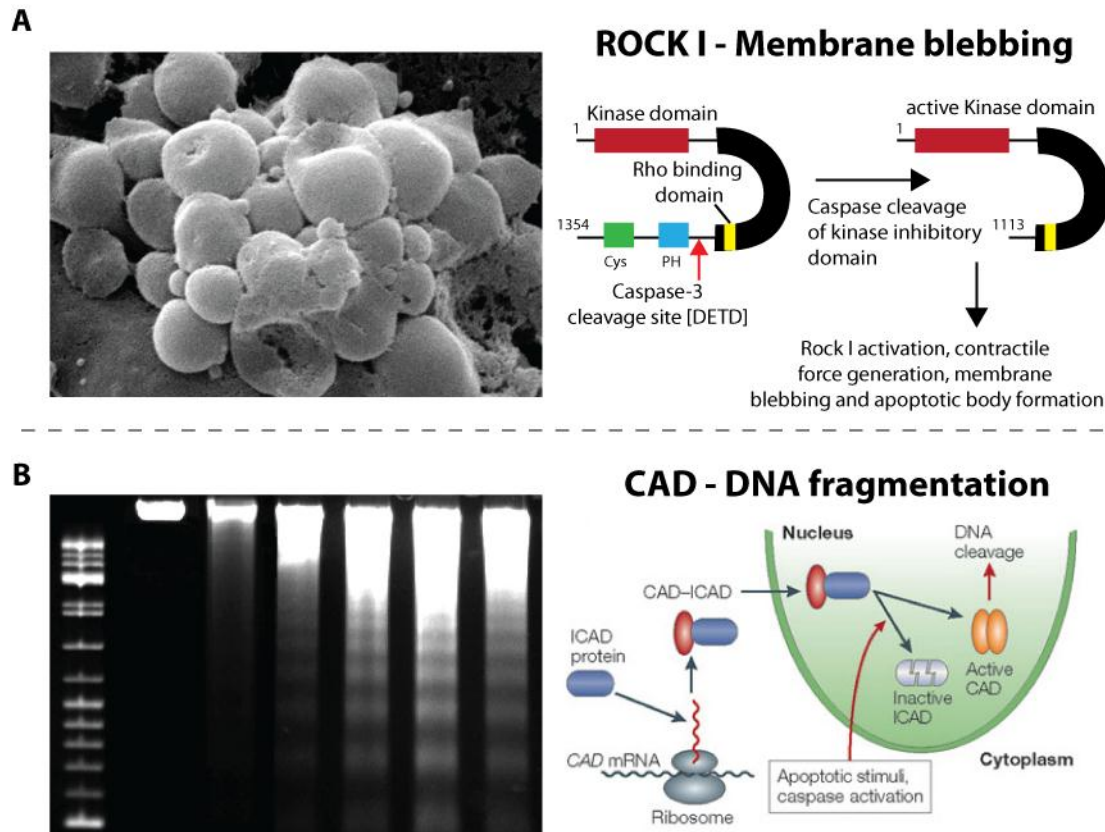 A
ROCK I - Membrane blebbing
Kinase domain
1
Rho binding
domain
1354
Cys
PH
Caspase-3
cleavage site [DETD]
active Kinase domain
1
Caspase cleavage
of kinase inhibitory
domain
1113
Rock I activation, contractile
force generation, membrane
blebbing and apoptotic body formation
B
CAD - DNA fragmentation
Nucleus
DNA
cleavage
CAD–ICAD
ICAD
protein
Active
CAD
Inactive
ICAD
CAD mRNA
Ribosome
Apoptotic stimuli,
caspase activation
Cytoplasm